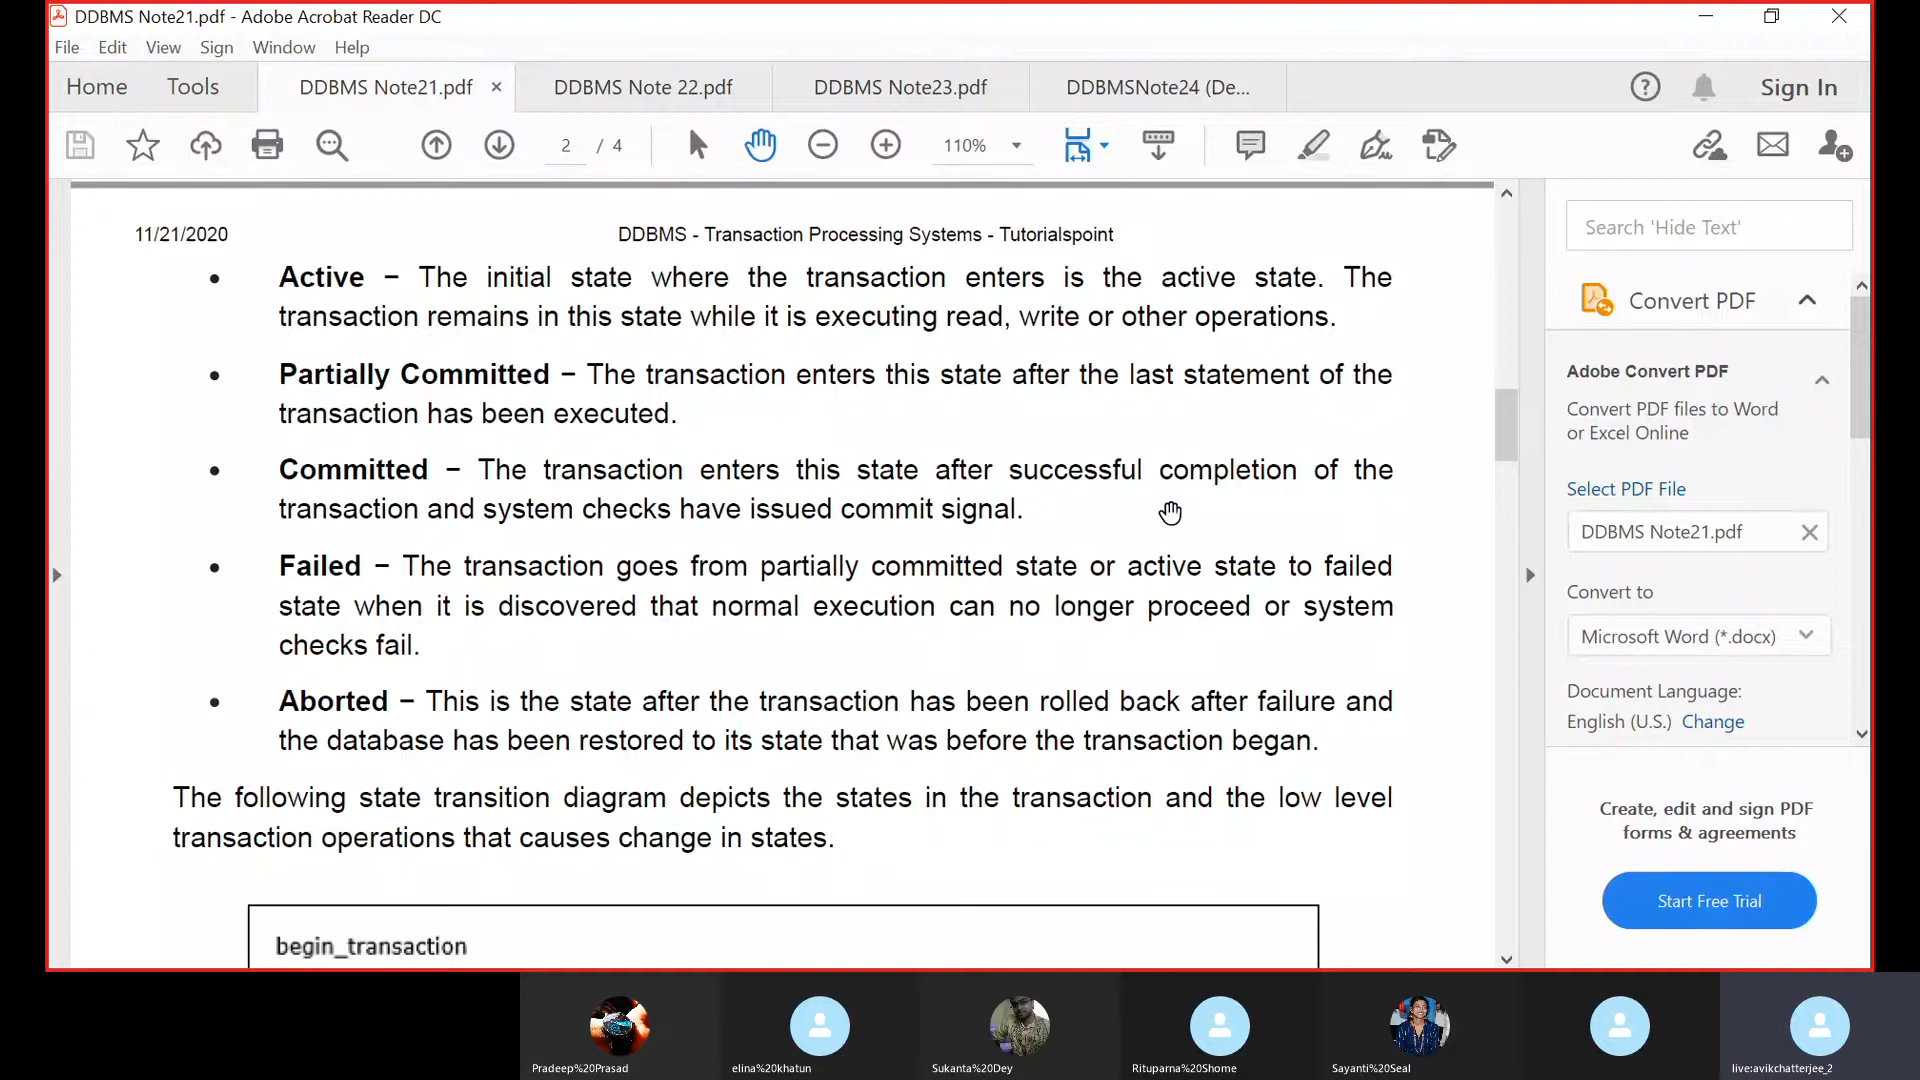 DDBMS Note21.pdf - Adobe Acrobat Reader DC
File Edit View Sign Window Help
Home Tools DDBMS Note21.pdf × DDBMS Note 22.pdf DDBMS Note23.pdf DDBMSNote24 (De... Sign In
2 / 4 110%
11/21/2020 DDBMS - Transaction Processing Systems - Tutorialspoint
• Active − The initial state where the transaction enters is the active state. The
transaction remains in this state while it is executing read, write or other operations.
• Partially Committed − The transaction enters this state after the last statement of the
transaction has been executed.
• Committed − The transaction enters this state after successful completion of the
transaction and system checks have issued commit signal.
• Failed − The transaction goes from partially committed state or active state to failed
state when it is discovered that normal execution can no longer proceed or system
checks fail.
• Aborted − This is the state after the transaction has been rolled back after failure and
the database has been restored to its state that was before the transaction began.
The following state transition diagram depicts the states in the transaction and the low level
transaction operations that causes change in states.
begin_transaction
Search 'Hide Text'
Convert PDF
Adobe Convert PDF
Convert PDF files to Word
or Excel Online
Select PDF File
DDBMS Note21.pdf
Convert to
Microsoft Word (*.docx)
Document Language:
English (U.S.) Change
Create, edit and sign PDF
forms & agreements
Start Free Trial
Pradeep%20Prasad elina%20khatun Sukanta%20Dey Rituparna%20Shome Sayanti%20Seal live:avikchatterjee_2